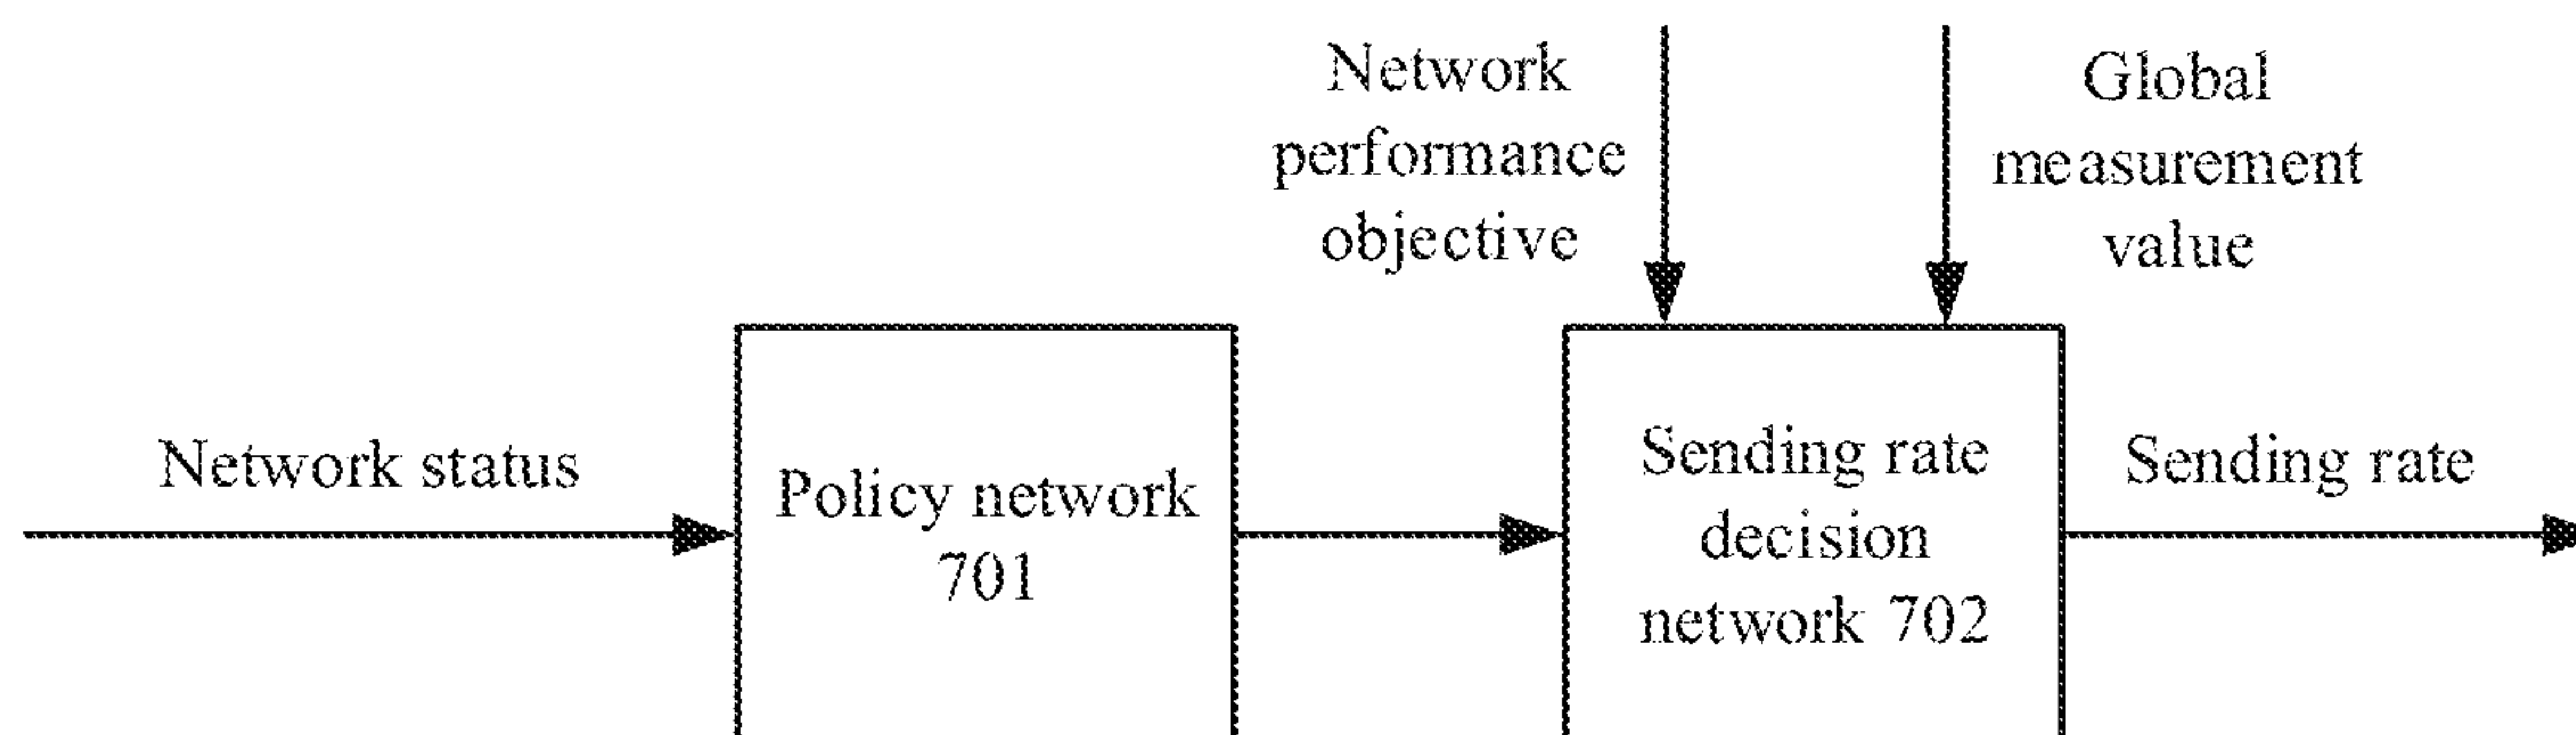 Network status
Policy network
701
Network
performance
objective
Global
measurement
value
Sending rate
decision
network 702
Sending rate